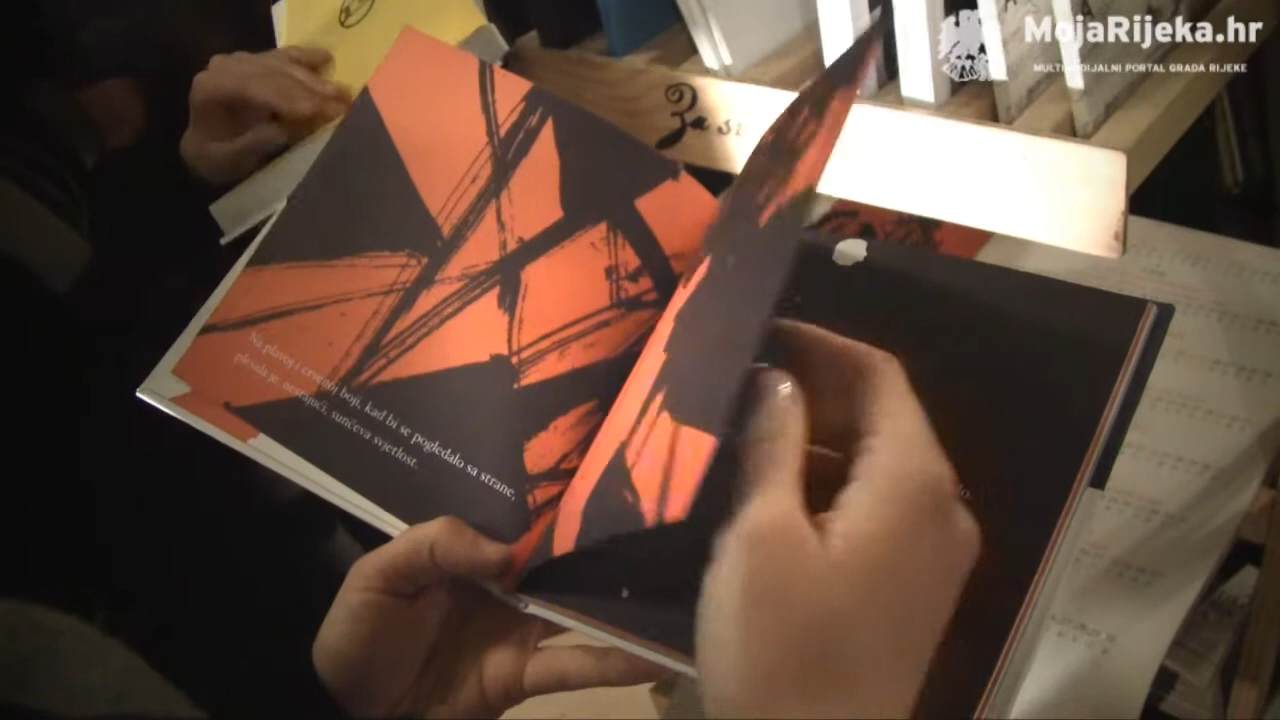 MojaRijeka.hr
MULTIMEDIJALNI PORTAL GRADA RIJEKE
Za
Na plavoj i crvenoj boji, kad bi se pogledalo sa strane,
plesala je, nestajući, sunčeva svjetlost.